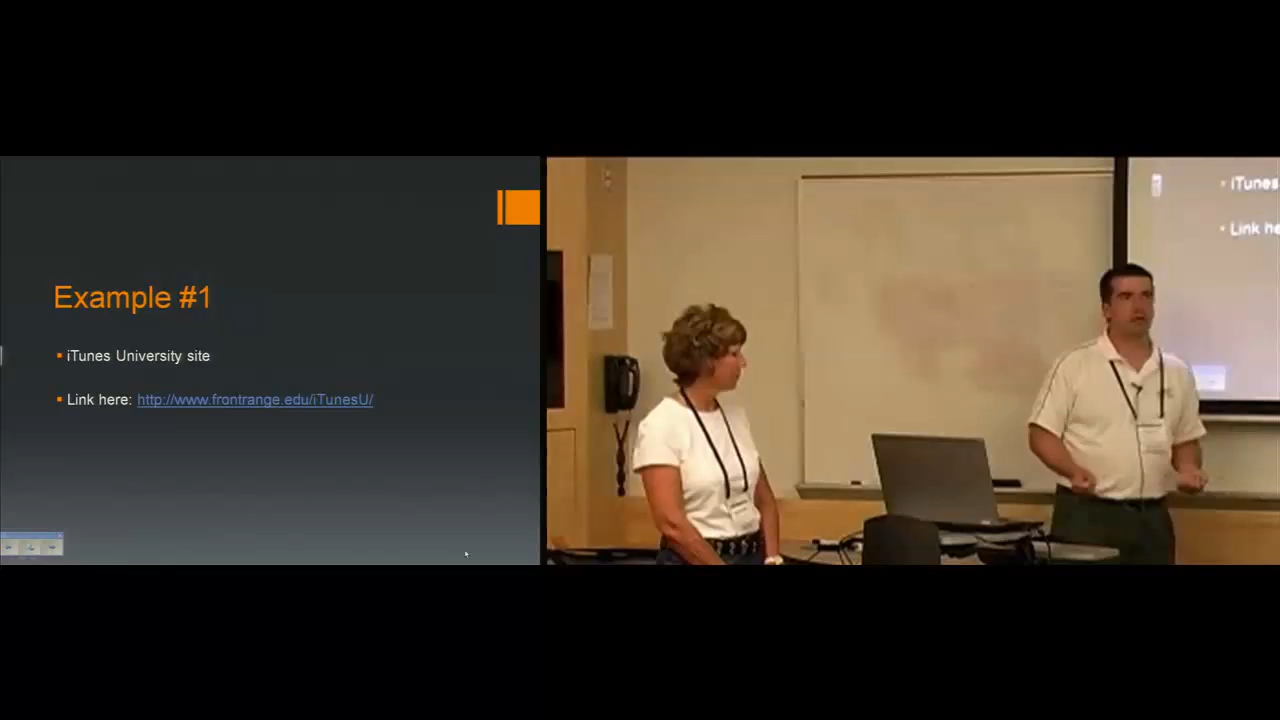 Example #1
▪ iTunes University site
▪ Link here: http://www.frontrange.edu/iTunesU/
• iTunes
• Link he